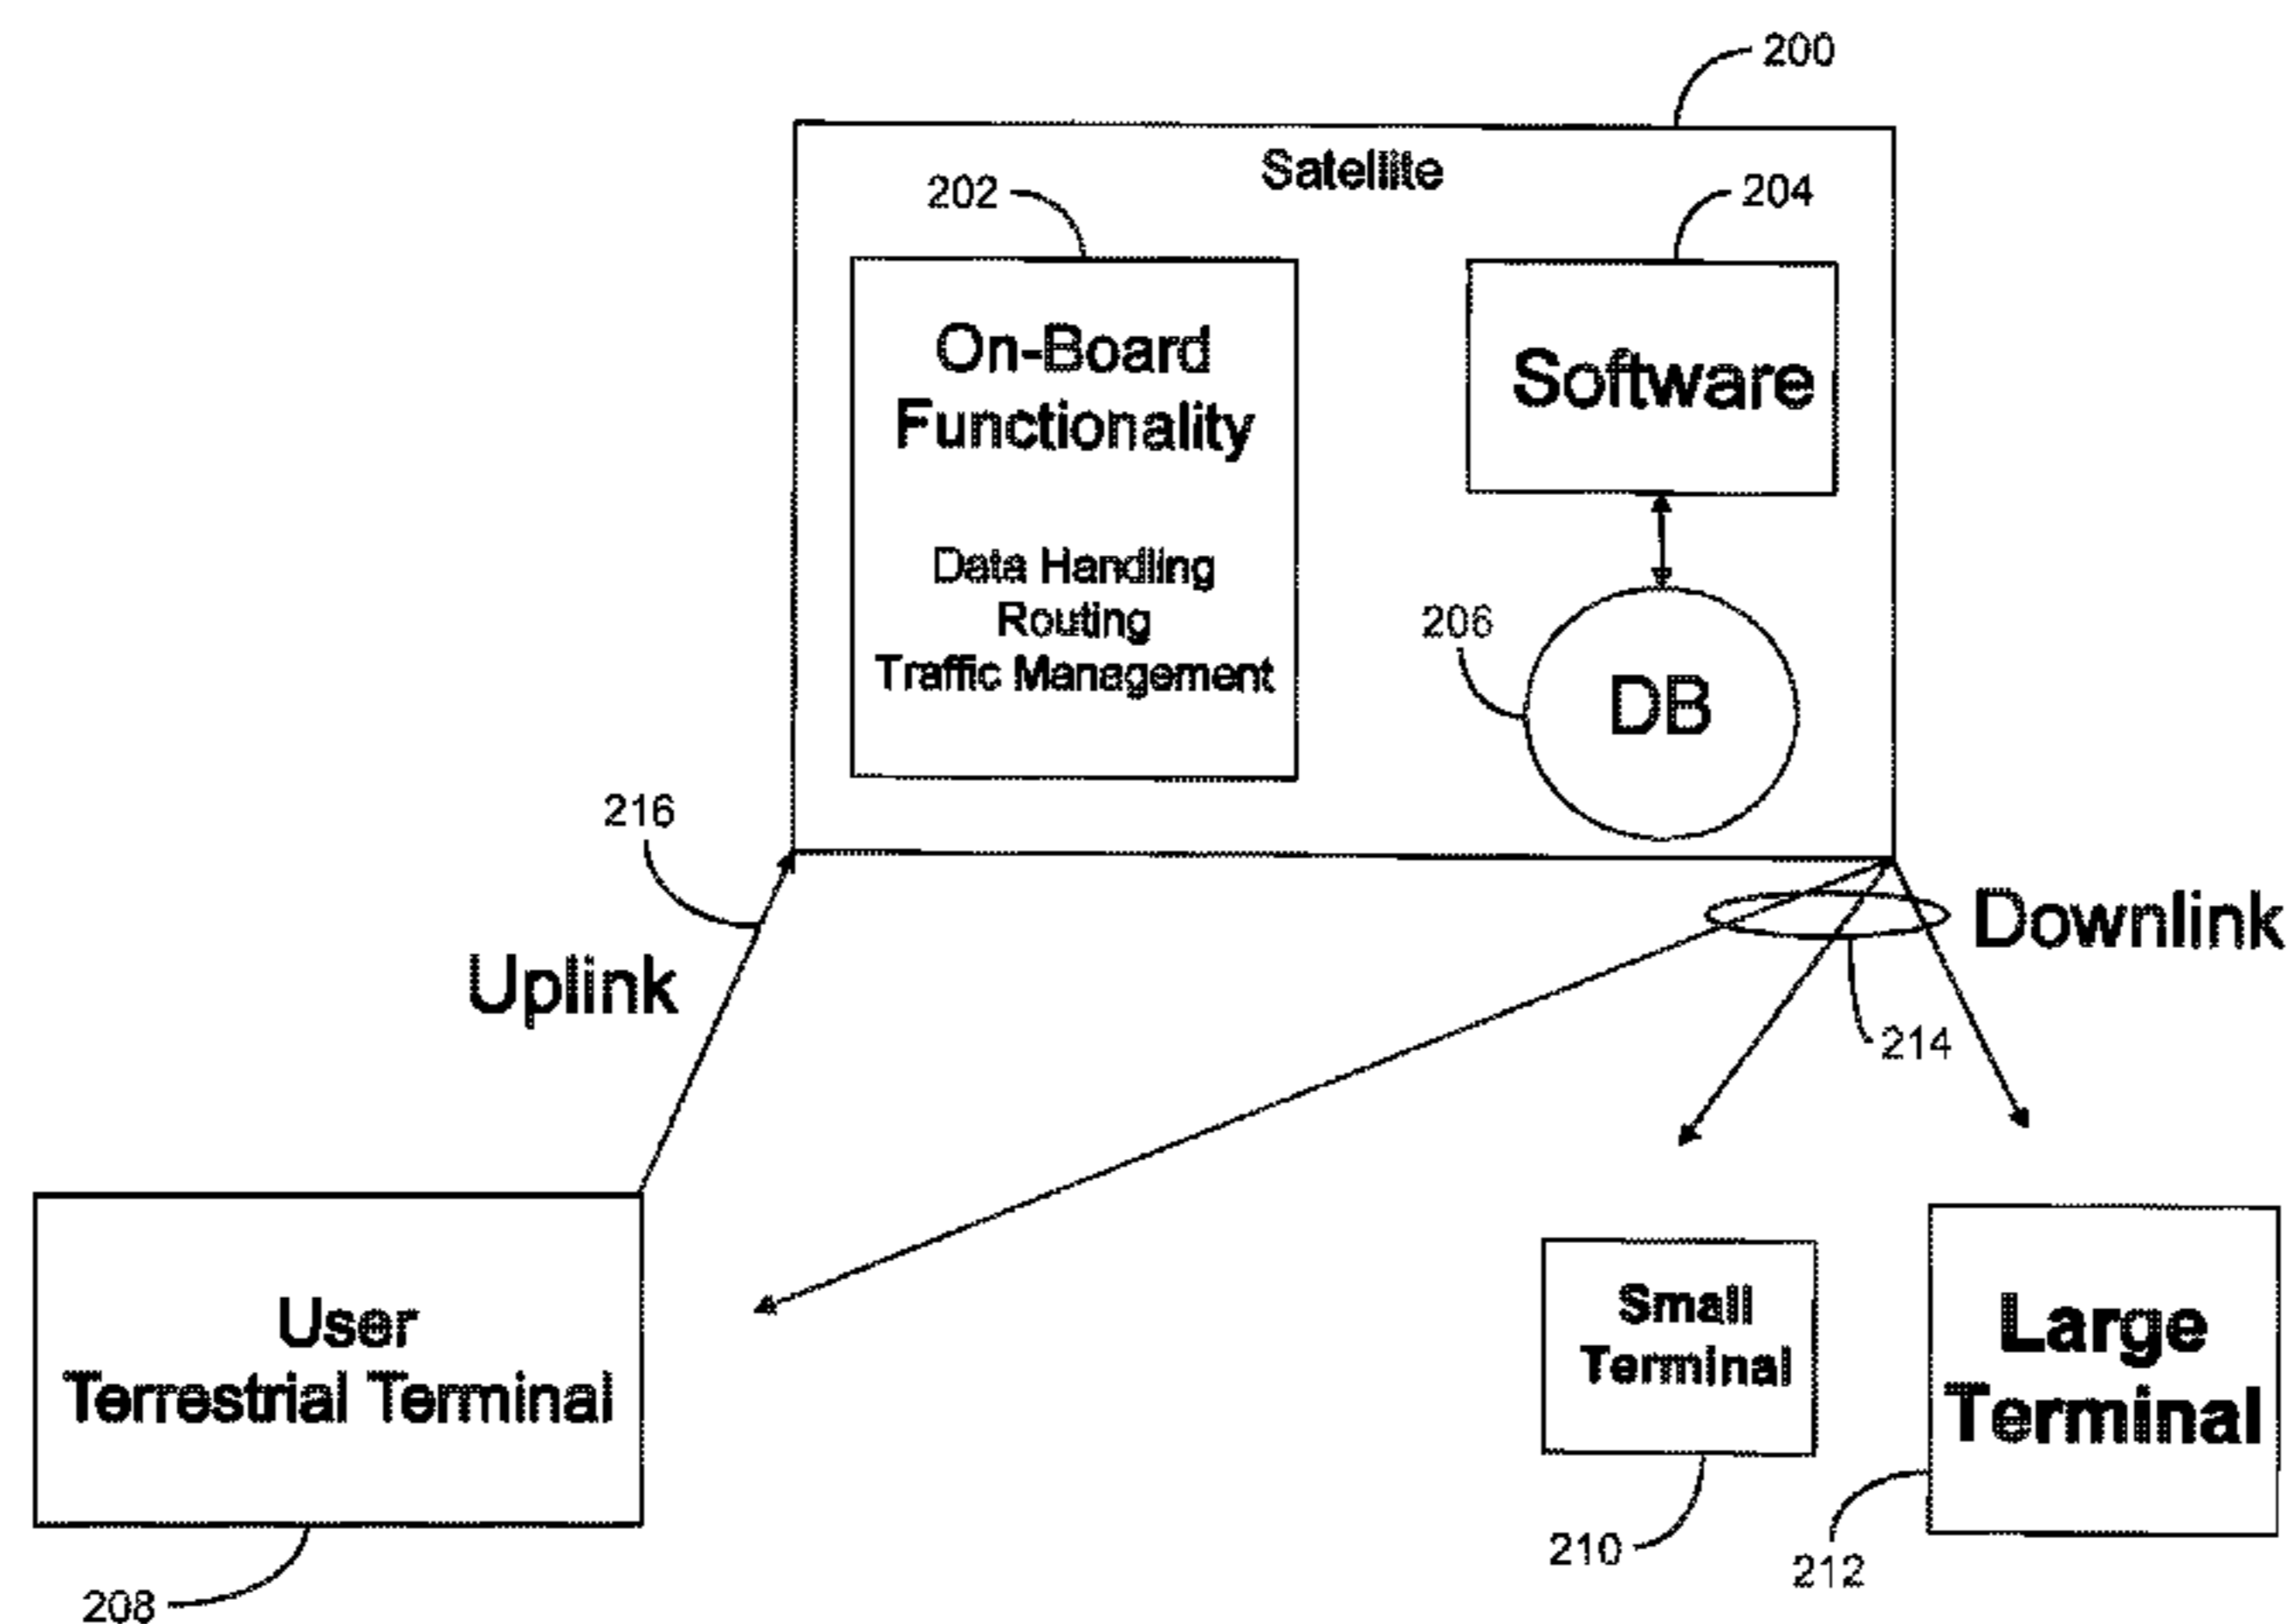 200
Satellite
202
204
On-Board
Functionality
Software
Data Handling
Routing
Traffic Management
206
DB
216
Uplink
Downlink
214
User
Terrestrial Terminal
Small
Terminal
Large
Terminal
210
212
208